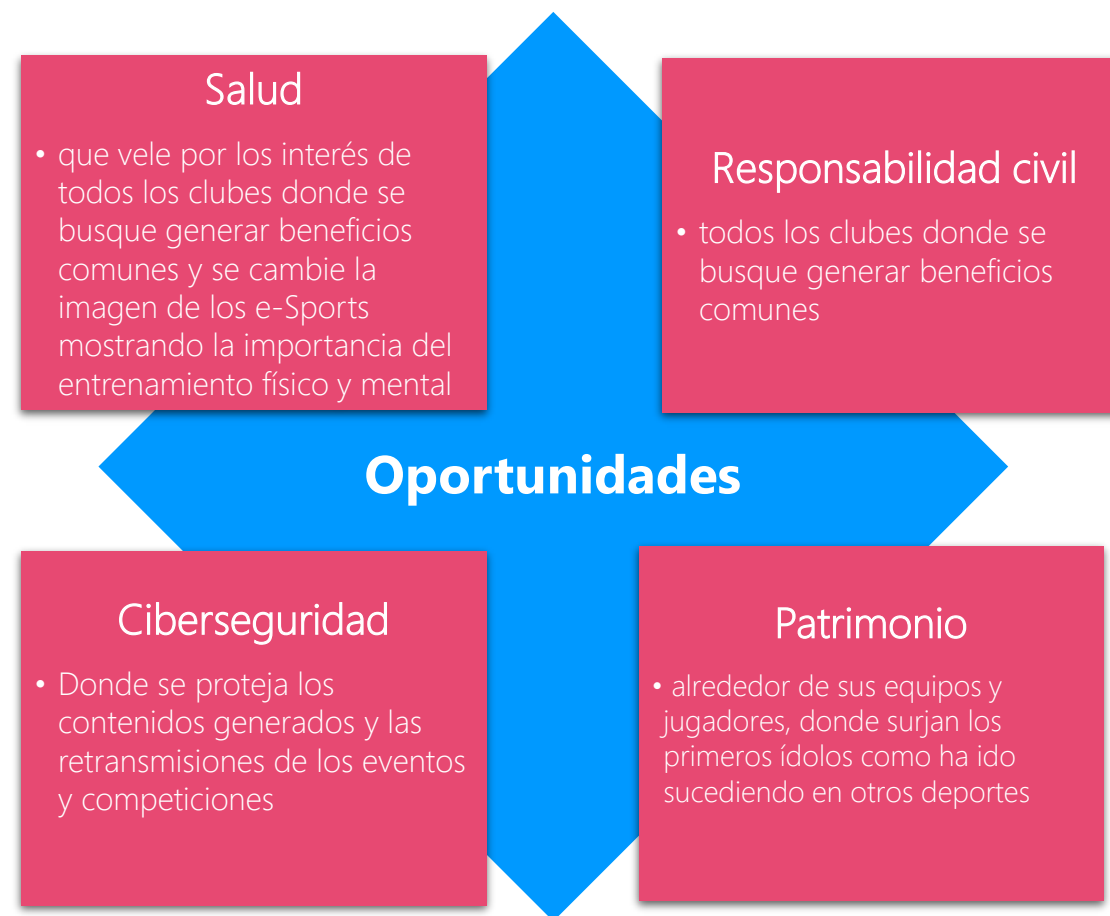 Salud
• que vele por los interés de
todos los clubes donde se
busque generar beneficios
comunes y se cambie la
imagen de los e-Sports
mostrando la importancia del
entrenamiento físico y mental
Responsabilidad civil
• todos los clubes donde se
busque generar beneficios
comunes
Oportunidades
Ciberseguridad
• Donde se proteja los
contenidos generados y las
retransmisiones de los eventos
y competiciones
Patrimonio
• alrededor de sus equipos y
jugadores, donde surjan los
primeros ídolos como ha ido
sucediendo en otros deportes